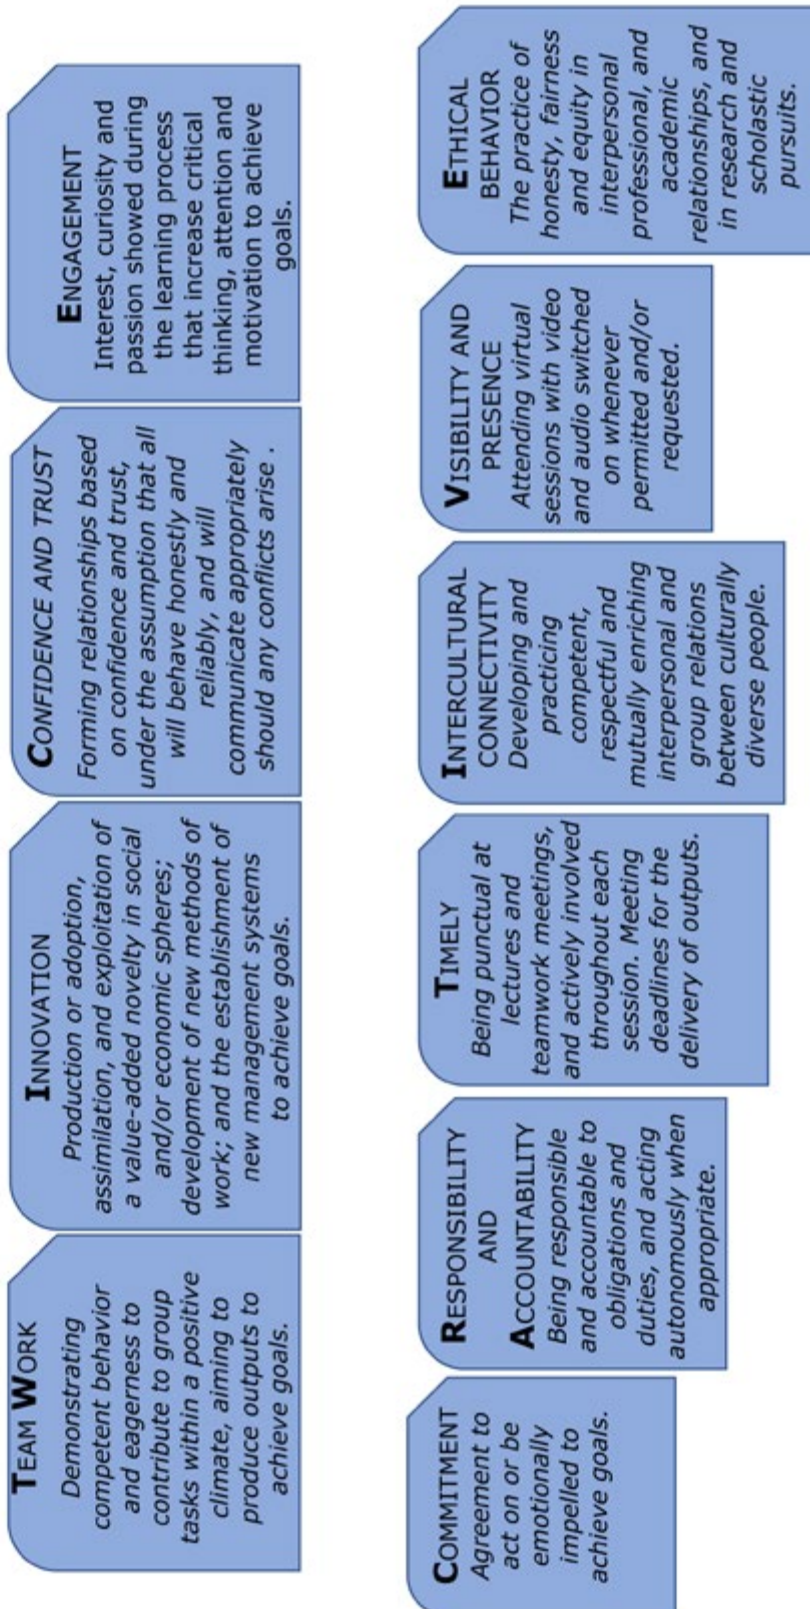 TEAM WORK
Demonstrating
competent behavior
and eagerness to
contribute to group
tasks within a positive
climate, aiming to
produce outputs to
achieve goals.
INNOVATION
Production or adoption,
assimilation, and exploitation of
a value-added novelty in social
and/or economic spheres;
development of new methods of
work; and the establishment of
new management systems
to achieve goals.
CONFIDENCE AND TRUST
Forming relationships based
on confidence and trust,
under the assumption that all
will behave honestly and
reliably, and will
communicate appropriately
should any conflicts arise .
ENGAGEMENT
Interest, curiosity and
passion showed during
the learning process
that increase critical
thinking, attention and
motivation to achieve
goals.
COMMITMENT
Agreement to
act on or be
emotionally
impelled to
achieve goals.
RESPONSIBILITY
AND
ACCOUNTABILITY
Being responsible
and accountable to
obligations and
duties, and acting
autonomously when
appropriate.
TIMELY
Being punctual at
lectures and
teamwork meetings,
and actively involved
throughout each
session. Meeting
deadlines for the
delivery of outputs.
INTERCULTURAL
CONNECTIVITY
Developing and
practicing
competent,
respectful and
mutually enriching
interpersonal and
group relations
between culturally
diverse people.
VISIBILITY AND
PRESENCE
Attending virtual
sessions with video
and audio switched
on whenever
permitted and/or
requested.
ETHICAL
BEHAVIOR
The practice of
honesty, fairness
and equity in
interpersonal
professional, and
academic
relationships, and
in research and
scholastic
pursuits.